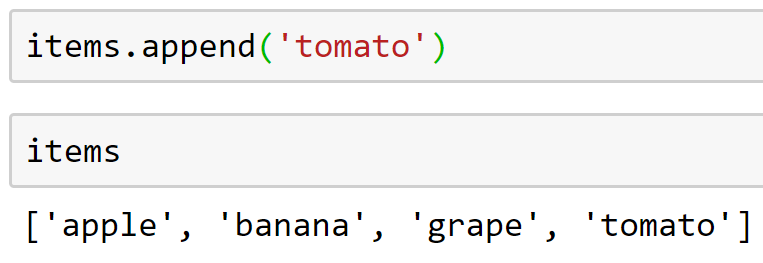 items.append('tomato')
items
['apple', 'banana', 'grape', 'tomato']